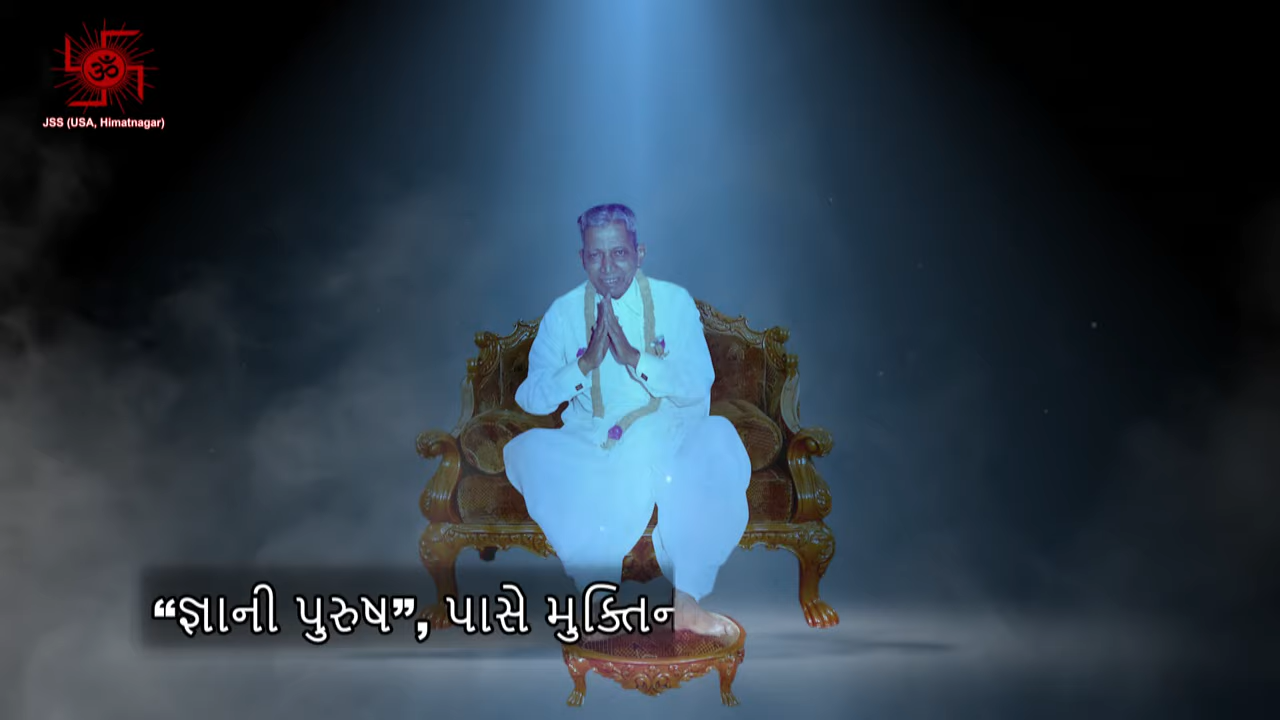 ॐ
JSS (USA, Himatnagar)
“જ્ઞાની પુરુષ”, પાસે